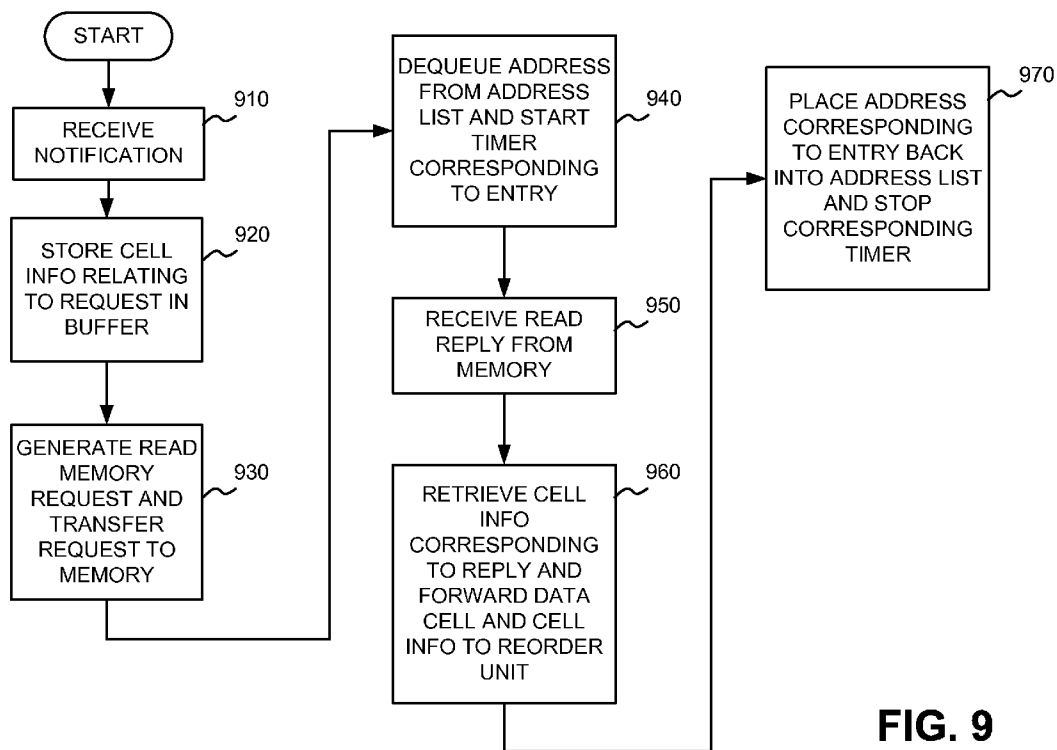 START
910
RECEIVE
NOTIFICATION
920
STORE CELL
INFO RELATING
TO REQUEST IN
BUFFER
930
GENERATE READ
MEMORY
REQUEST AND
TRANSFER
REQUEST TO
MEMORY
940
DEQUEUE ADDRESS
FROM ADDRESS
LIST AND START
TIMER
CORRESPONDING
TO ENTRY
950
RECEIVE READ
REPLY FROM
MEMORY
960
RETRIEVE CELL
INFO
CORRESPONDING
TO REPLY AND
FORWARD DATA
CELL AND CELL
INFO TO REORDER
UNIT
970
PLACE ADDRESS
CORRESPONDING
TO ENTRY BACK
INTO ADDRESS LIST
AND STOP
CORRESPONDING
TIMER
FIG. 9